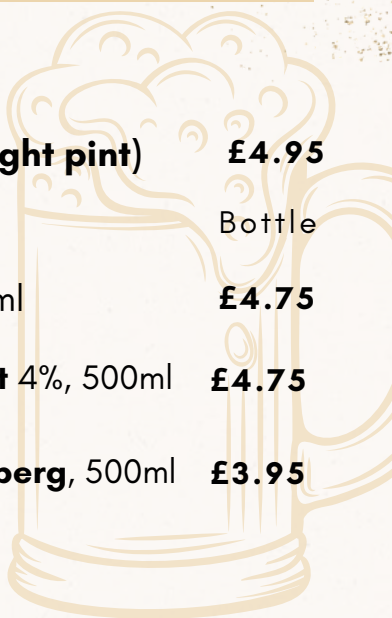 ght pint) £4.95
Bottle
ml £4.75
t 4%, 500ml £4.75
berg, 500ml £3.95